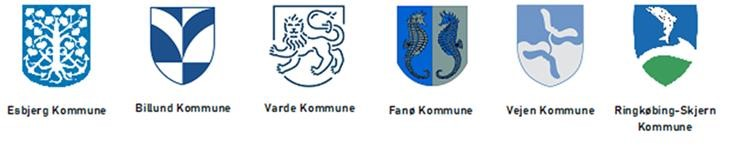 Esbjerg Kommune
Billund Kommune
Varde Kommune
Fanø Kommune
Vejen Kommune
Ringkøbing-Skjern
Kommune